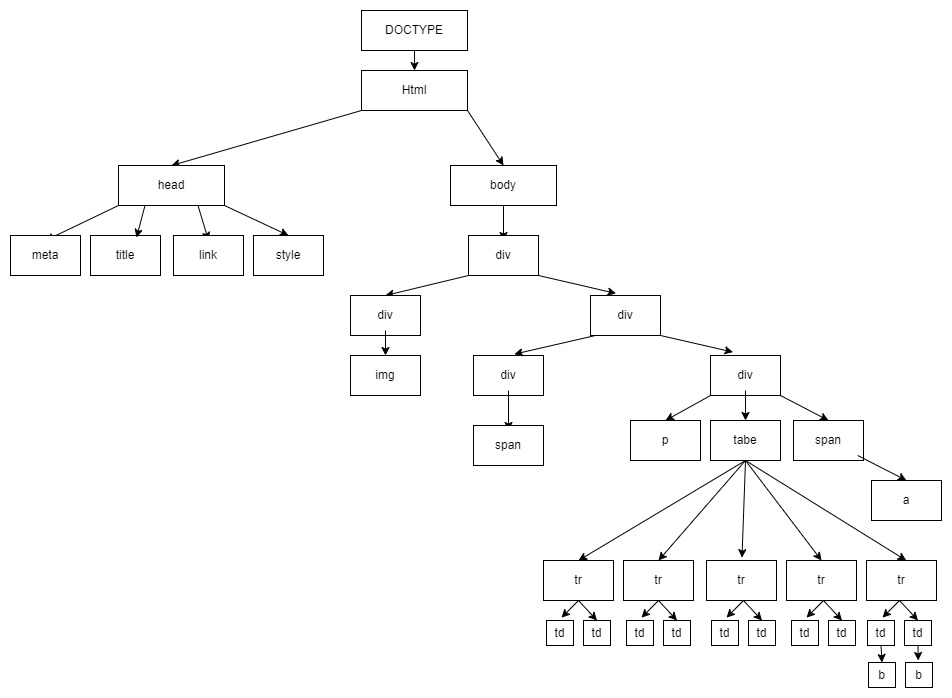 DOCTYPE
Html
head
body
meta
title
link
style
div
div
div
img
div
div
span
p
tabe
span
a
tr
tr
tr
tr
tr
td
td
td
td
td
td
td
td
td
td
b
b